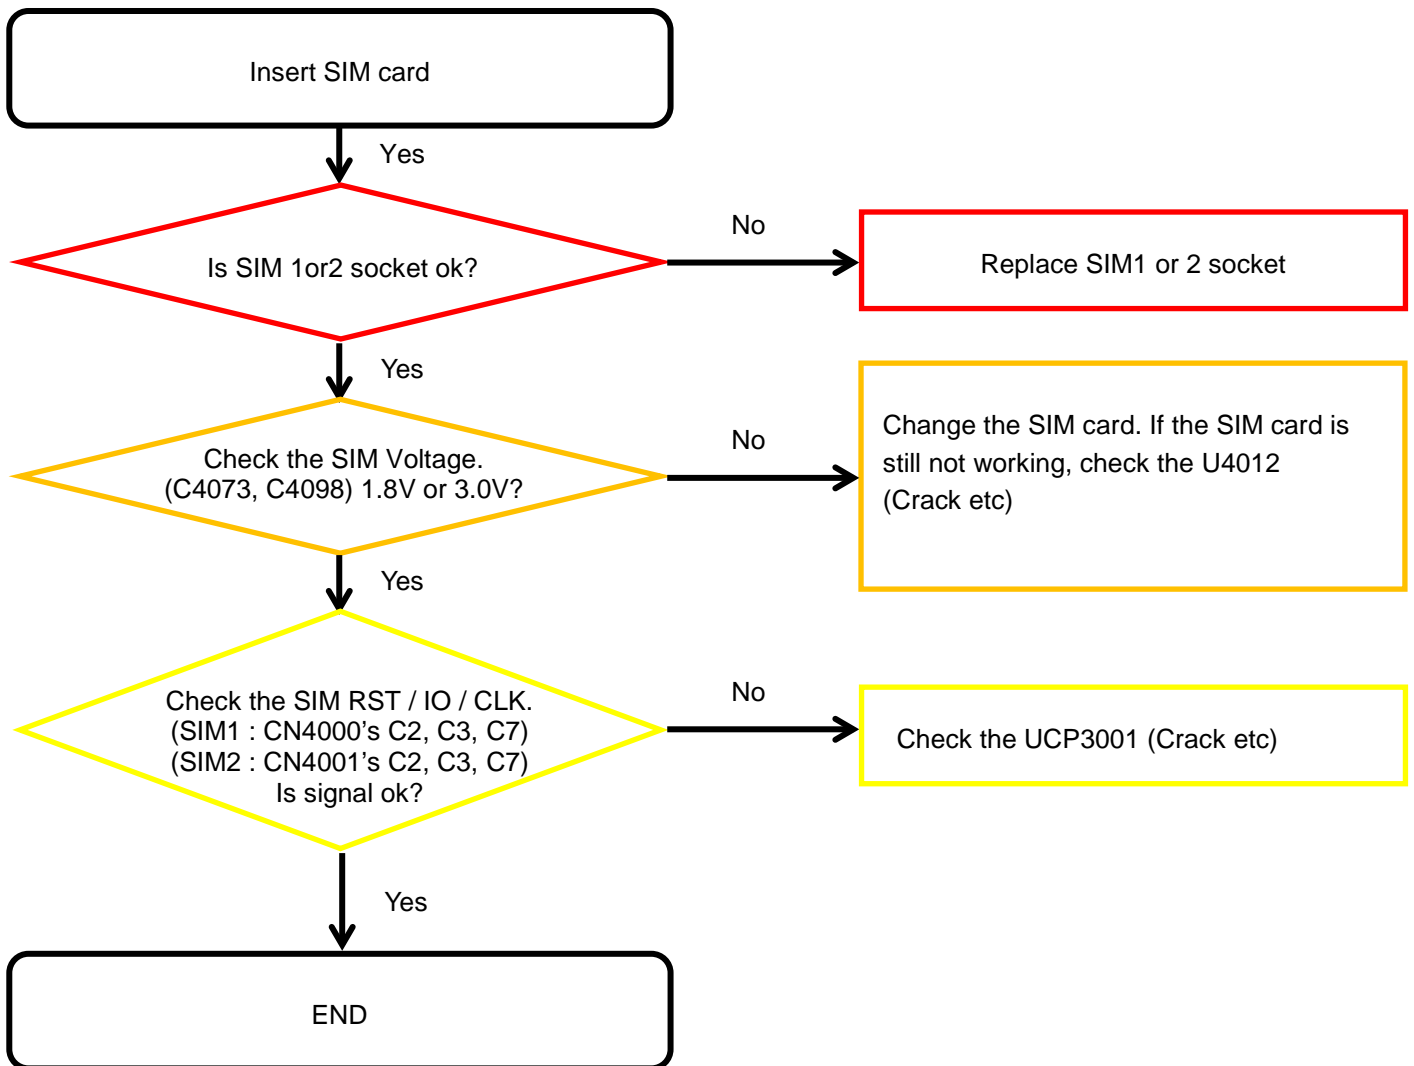 Insert SIM card
Yes
Is SIM 1or2 socket ok?
No
Replace SIM1 or 2 socket
Yes
Check the SIM Voltage.
(C4073, C4098) 1.8V or 3.0V?
No
Change the SIM card. If the SIM card is
still not working, check the U4012
(Crack etc)
Yes
Check the SIM RST / IO / CLK.
(SIM1 : CN4000’s C2, C3, C7)
(SIM2 : CN4001’s C2, C3, C7)
Is signal ok?
No
Check the UCP3001 (Crack etc)
Yes
END